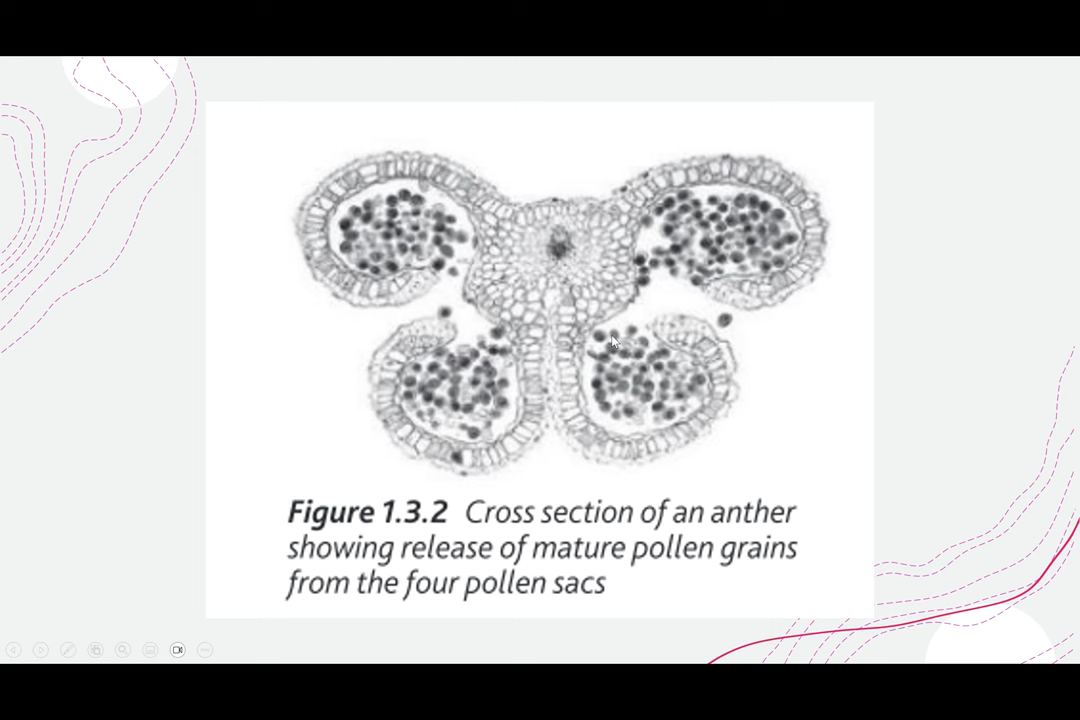 Figure 1.3.2 Cross section of an anther
showing release of mature pollen grains
from the four pollen sacs